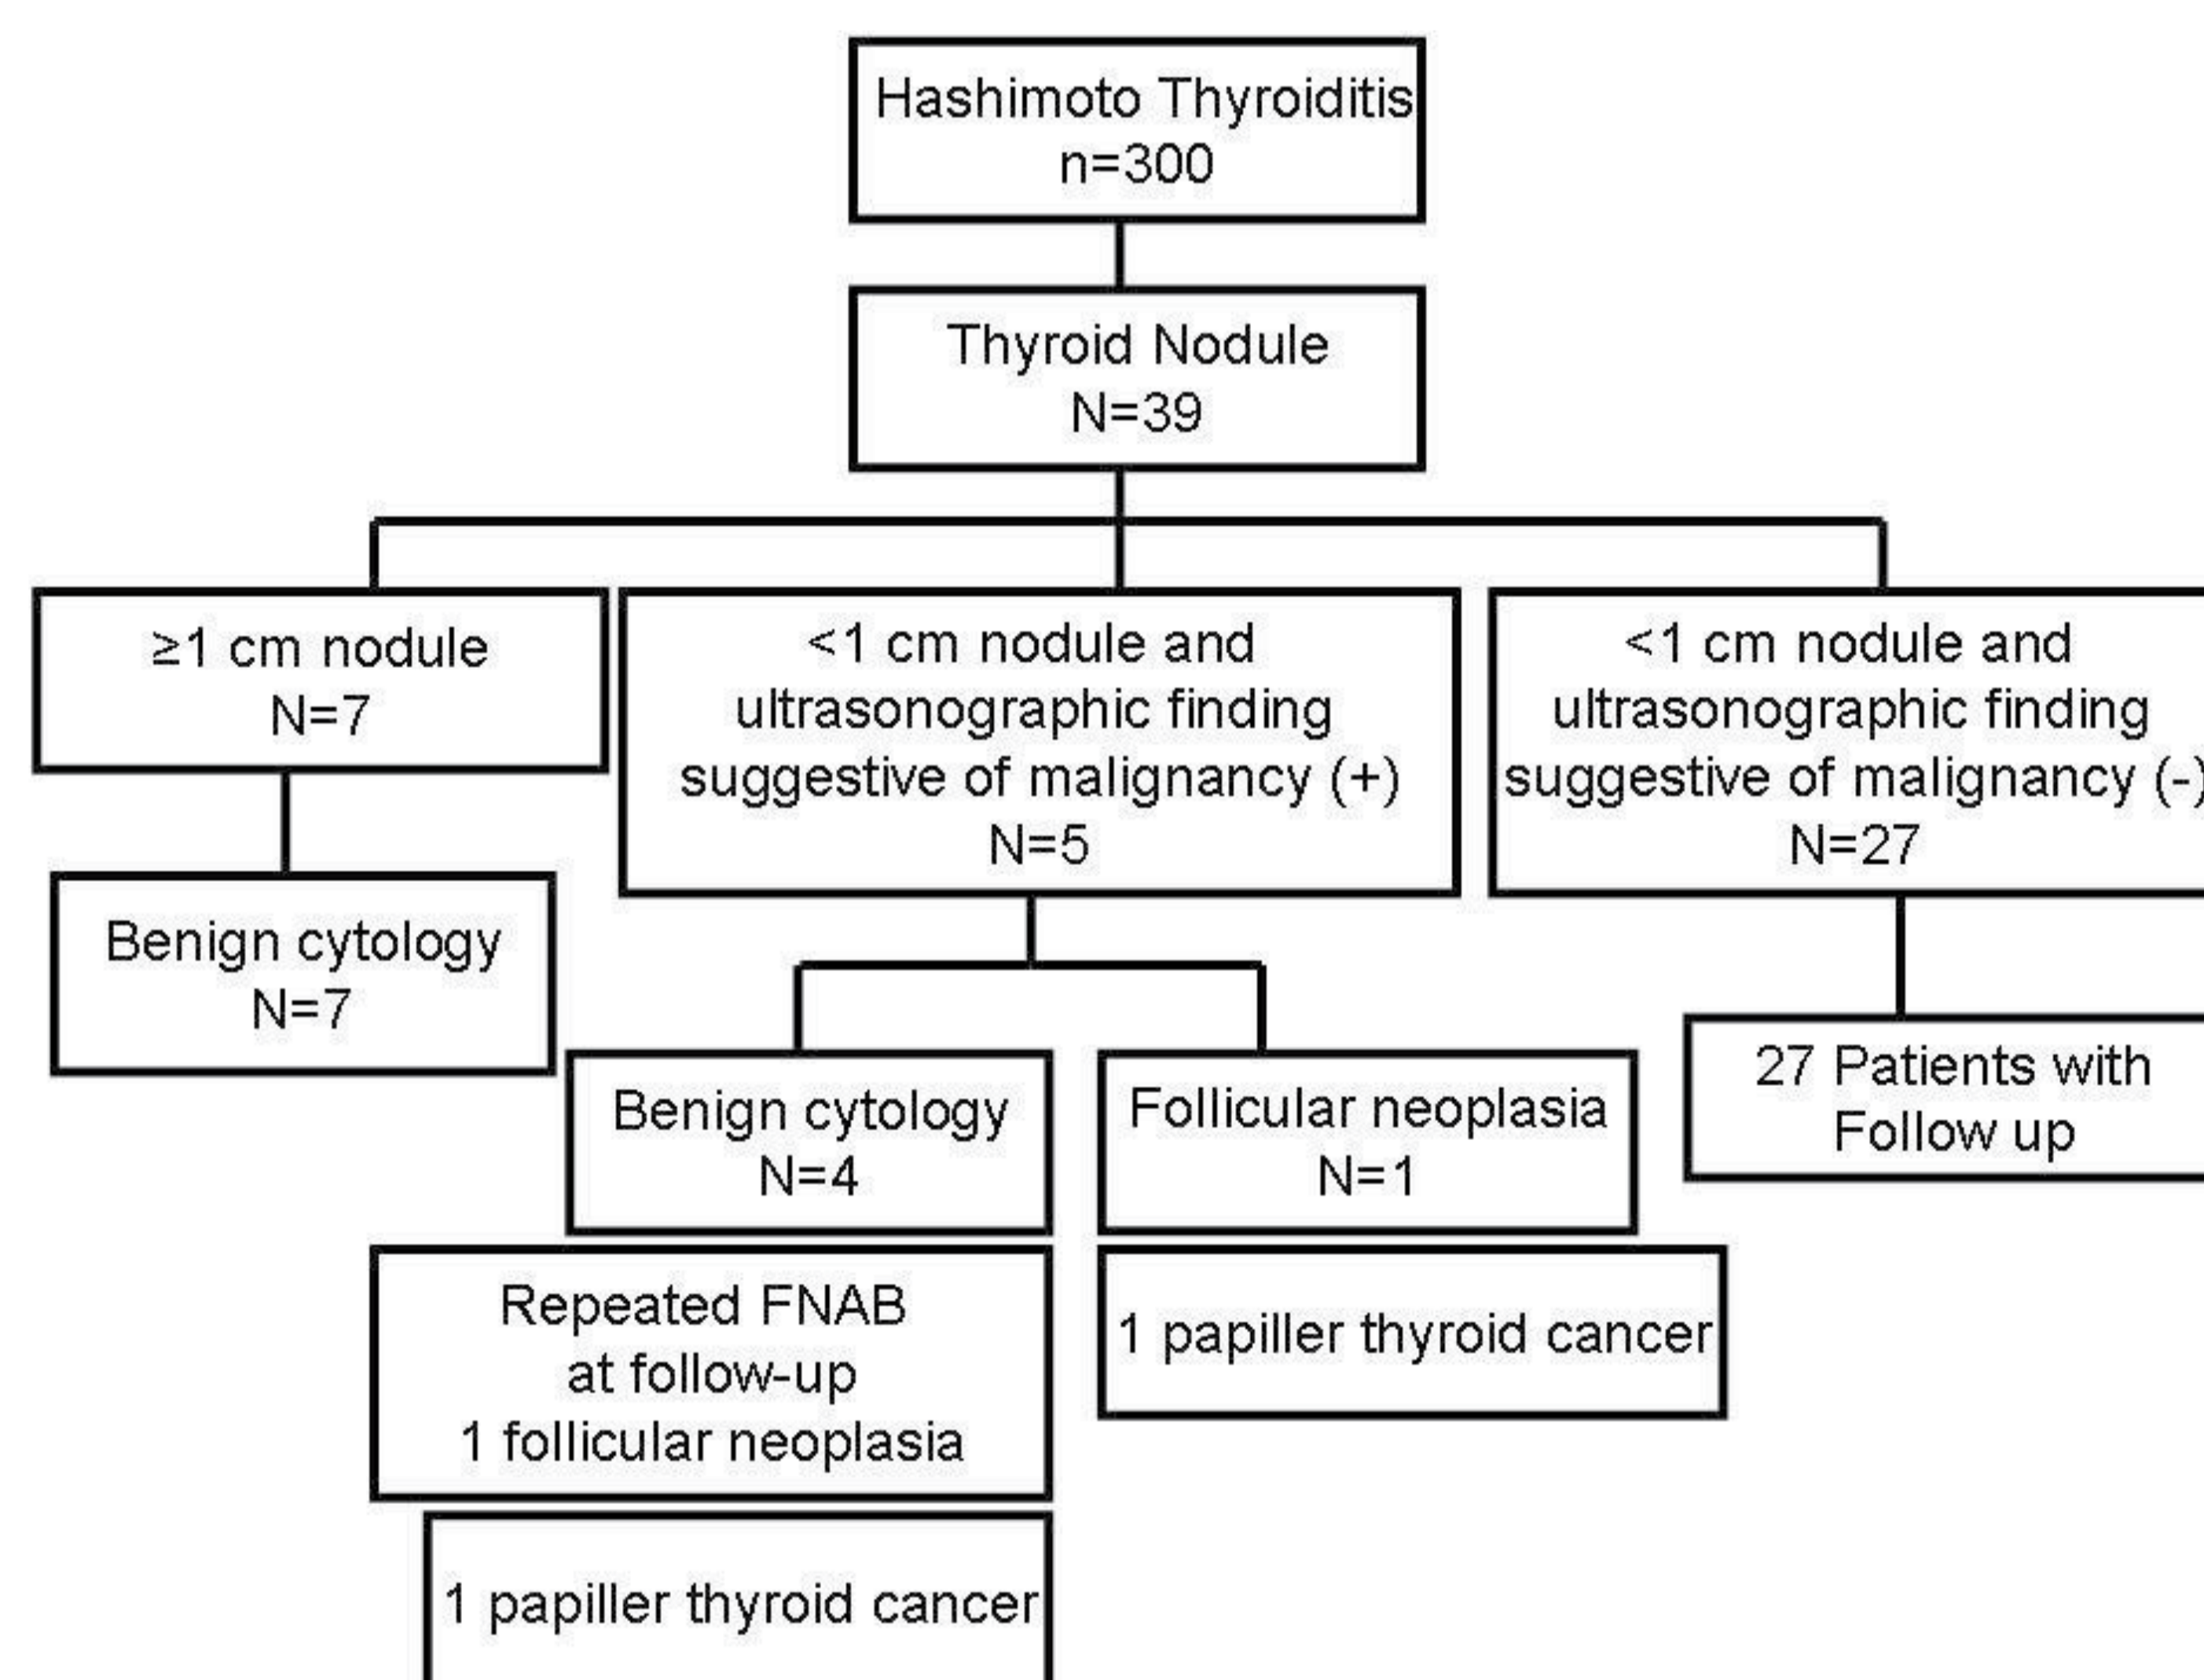 Hashimoto Thyroiditis
n=300
Thyroid Nodule
N=39
≥1 cm nodule
N=7
<1 cm nodule and
ultrasonographic finding
suggestive of malignancy (+)
N=5
<1 cm nodule and
ultrasonographic finding
suggestive of malignancy (-)
N=27
Benign cytology
N=7
Benign cytology
N=4
Follicular neoplasia
N=1
27 Patients with
Follow up
Repeated FNAB
at follow-up
1 follicular neoplasia
1 papiller thyroid cancer
1 papiller thyroid cancer